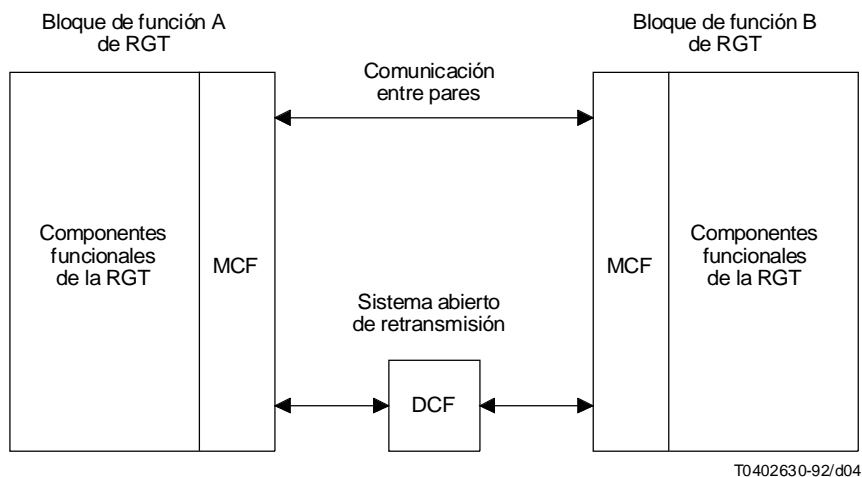 Bloque de función A
de RGT
Bloque de función B
de RGT
Comunicación
entre pares
Componentes
funcionales
de la RGT
MCF
MCF
Componentes
funcionales
de la RGT
Sistema abierto
de retransmisión
DCF
T0402630-92/d04